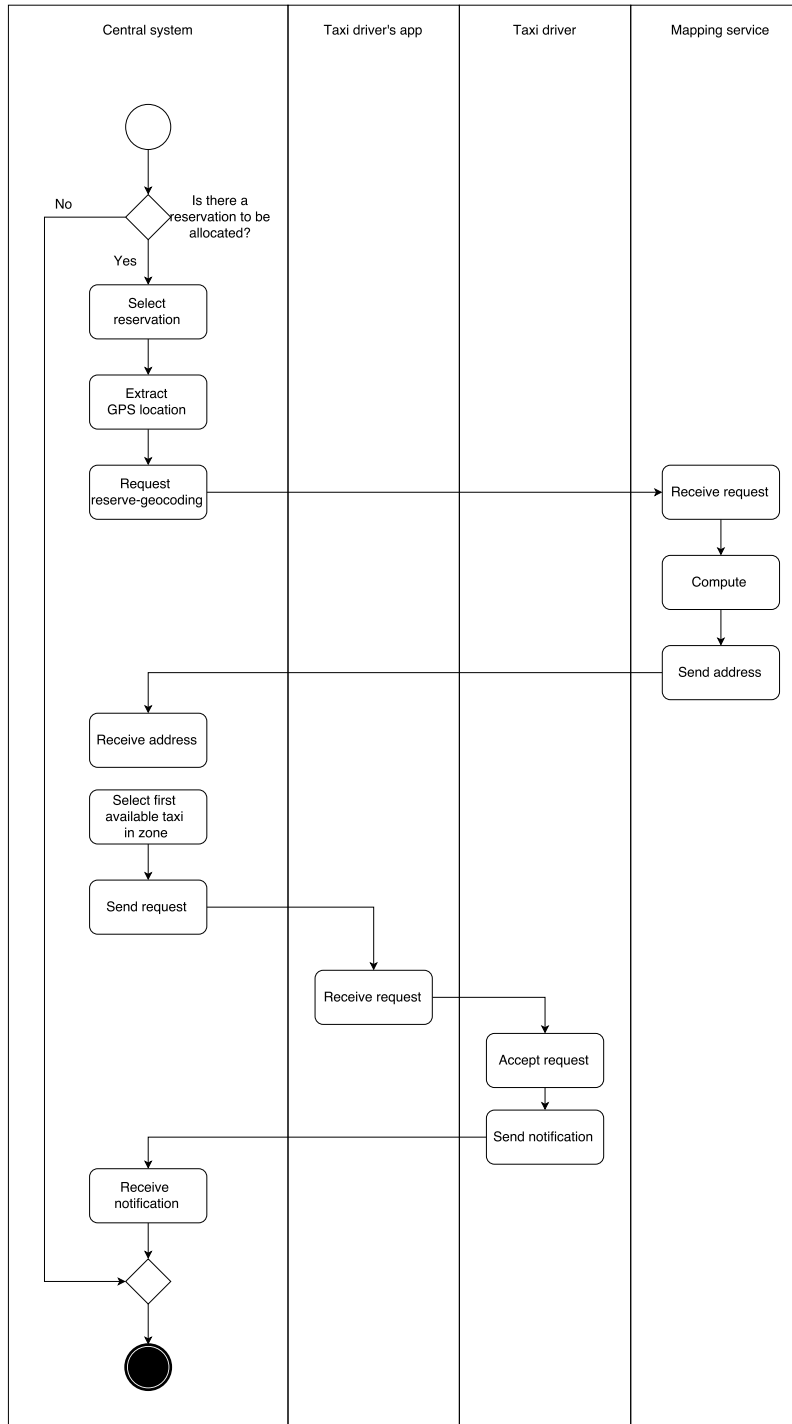 Central system
Taxi driver's app
Taxi driver
Mapping service
Is there a
reservation to be
allocated?
No
Yes
Select
reservation
Extract
GPS location
Request
reserve-geocoding
Receive request
Compute
Send address
Receive address
Select first
available taxi
in zone
Send request
Receive request
Accept request
Send notification
Receive
notification